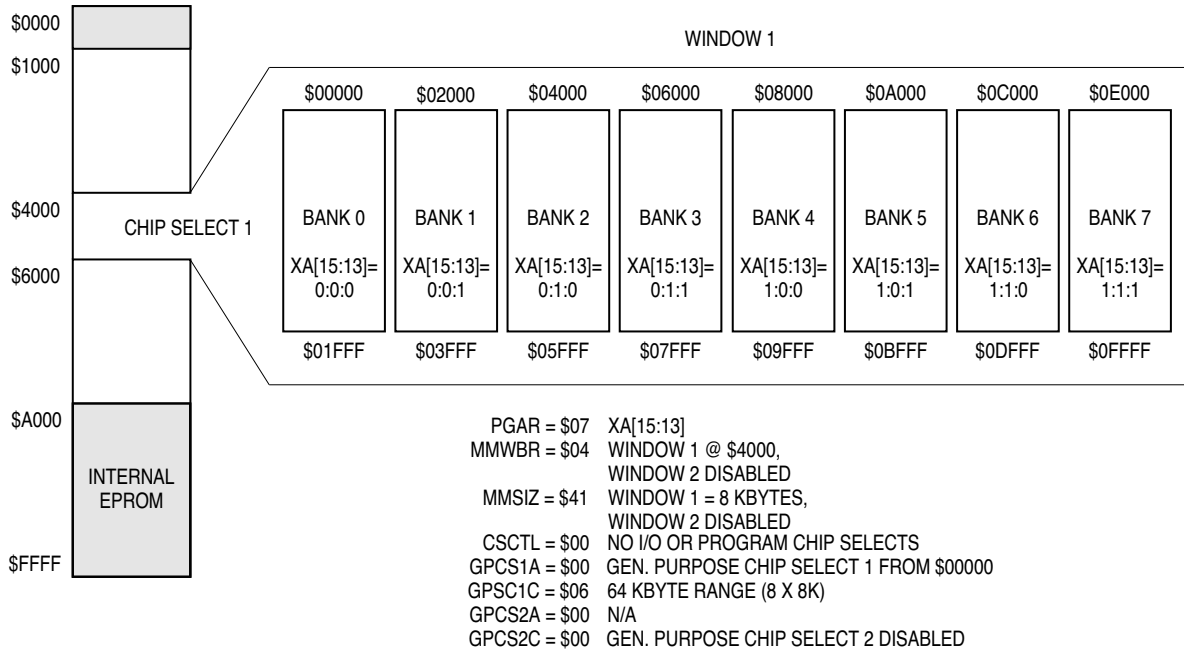 $0000
$1000
$4000
$6000
$A000
$FFFF
INTERNAL
EPROM
CHIP SELECT 1
WINDOW 1
$00000 $02000 $04000 $06000 $08000 $0A000 $0C000 $0E000
BANK 0 BANK 1 BANK 2 BANK 3 BANK 4 BANK 5 BANK 6 BANK 7
XA[15:13]= XA[15:13]= XA[15:13]= XA[15:13]= XA[15:13]= XA[15:13]= XA[15:13]= XA[15:13]=
0:0:0 0:0:1 0:1:0 0:1:1 1:0:0 1:0:1 1:1:0 1:1:1
$01FFF $03FFF $05FFF $07FFF $09FFF $0BFFF $0DFFF $0FFFF
PGAR = $07 XA[15:13]
MMWBR = $04 WINDOW 1 @ $4000,
WINDOW 2 DISABLED
MMSIZ = $41 WINDOW 1 = 8 KBYTES,
WINDOW 2 DISABLED
CSCTL = $00 NO I/O OR PROGRAM CHIP SELECTS
GPCS1A = $00 GEN. PURPOSE CHIP SELECT 1 FROM $00000
GPSC1C = $06 64 KBYTE RANGE (8 X 8K)
GPCS2A = $00 N/A
GPCS2C = $00 GEN. PURPOSE CHIP SELECT 2 DISABLED